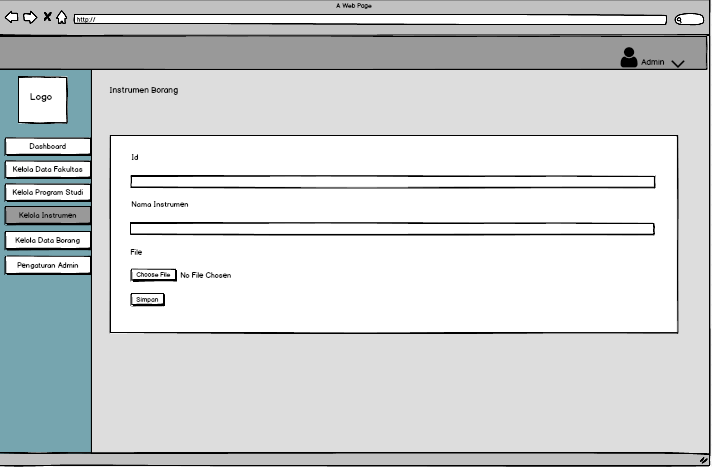 A Web Page
http://
Admin
Logo
Instrumen Borang
Dashboard
Kelola Data Fakultas
Kelola Program Studi
Kelola Instrumen
Kelola Data Borang
Pengaturan Admin
Id
Nama Instrumen
File
Choose File No File Chosen
Simpan